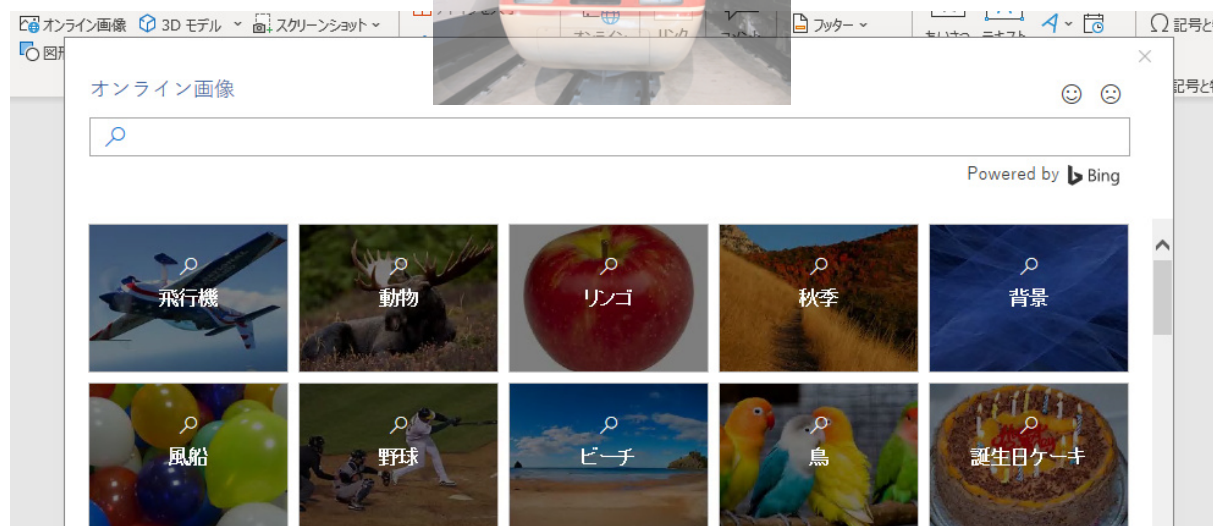 オンライン画像 3D モデル スクリーンショット フッター 記号と
オンライン画像
Powered by Bing
飛行機 動物 リンゴ 秋季 背景
風船 野球 ビーチ 鳥 誕生日ケーキ